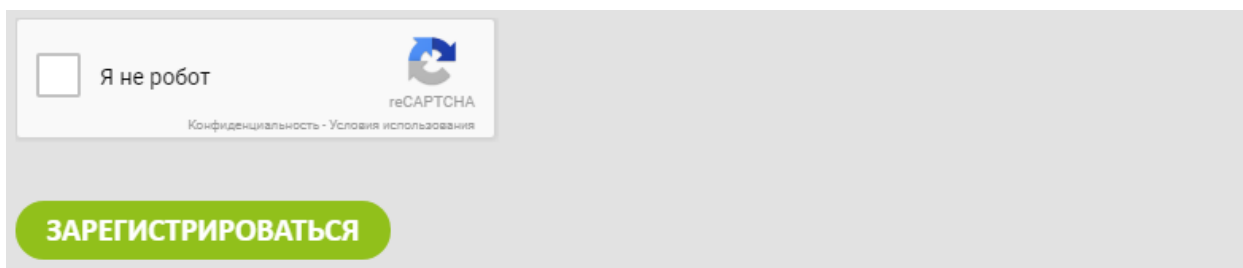 Я не робот
reCAPTCHA
Конфиденциальность - Условия использования
ЗАРЕГИСТРИРОВАТЬСЯ